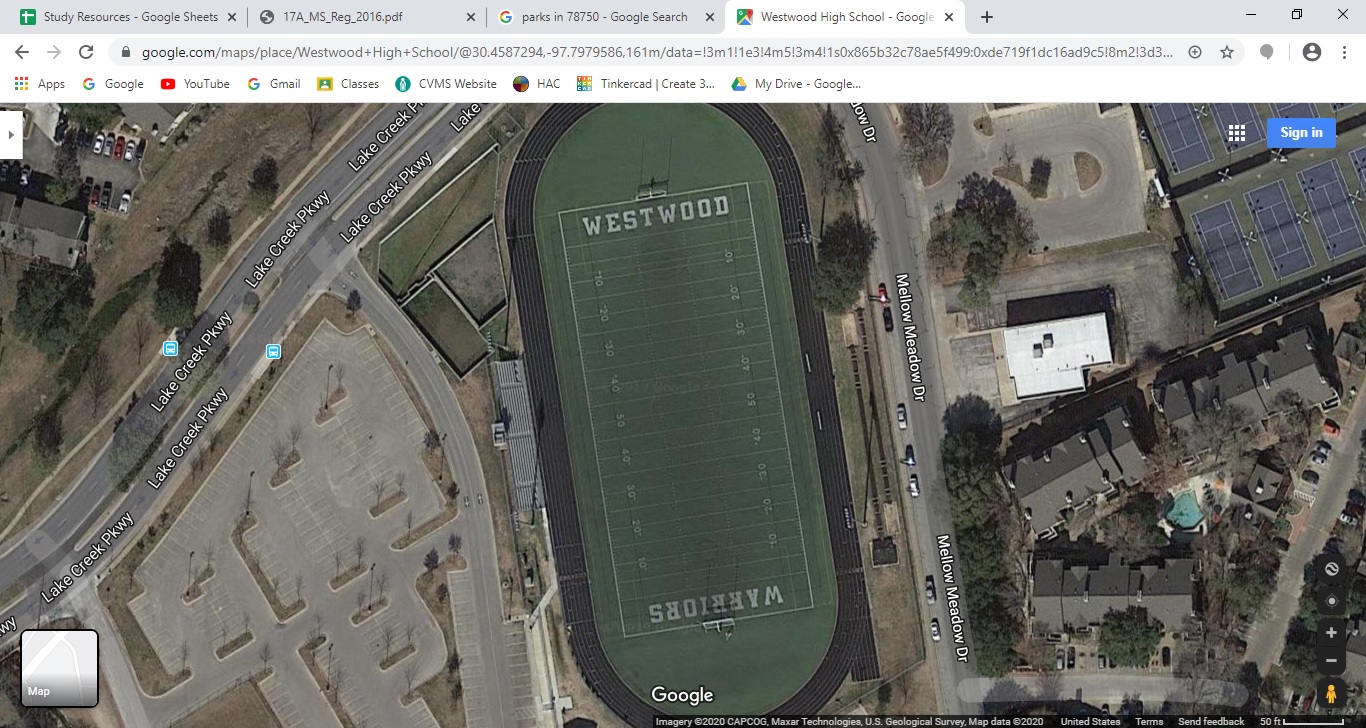 Study Resources - Google Sheets
17A_MS_Reg_2016.pdf
parks in 78750 - Google Search
Westwood High School - Google
google.com/maps/place/Westwood+High+School/@30.4587294,-97.7979586,161m/data=!3m1!1e3!4m5!3m4!1s0x865b32c78ae5f499:0xde719f1dc16ad9c5!8m2!3d3...
Apps
Google
YouTube
Gmail
Classes
CVMS Website
HAC
Tinkercad | Create 3...
My Drive - Google...
Sign in
Lake Creek P
Lake
Lake Creek Pkwy
Lake Creek Pkwy
Lake Creek Pkwy
Lake Creek Pkwy
Lake Creek Pkwy
wy
dow Dr
Mellow Meadow Dr
Mellow Meadow Dr
WESTWOOD
10
10
20
20
30
30
40
40
50
50
40
40
30
30
20
20
10
10
WARRIORS
Map
Google
Imagery ©2020 CAPCOG, Maxar Technologies, U.S. Geological Survey, Map data ©2020
United States
Terms
Send feedback
50 ft